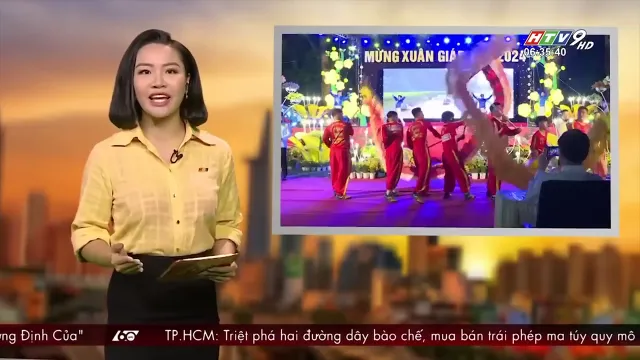 HTV9 HD
06:35:40
MỪNG XUÂN GIÁP 2024
ng Định Của"
60
TP.HCM: Triệt phá hai đường dây bào chế, mua bán trái phép ma túy quy mô